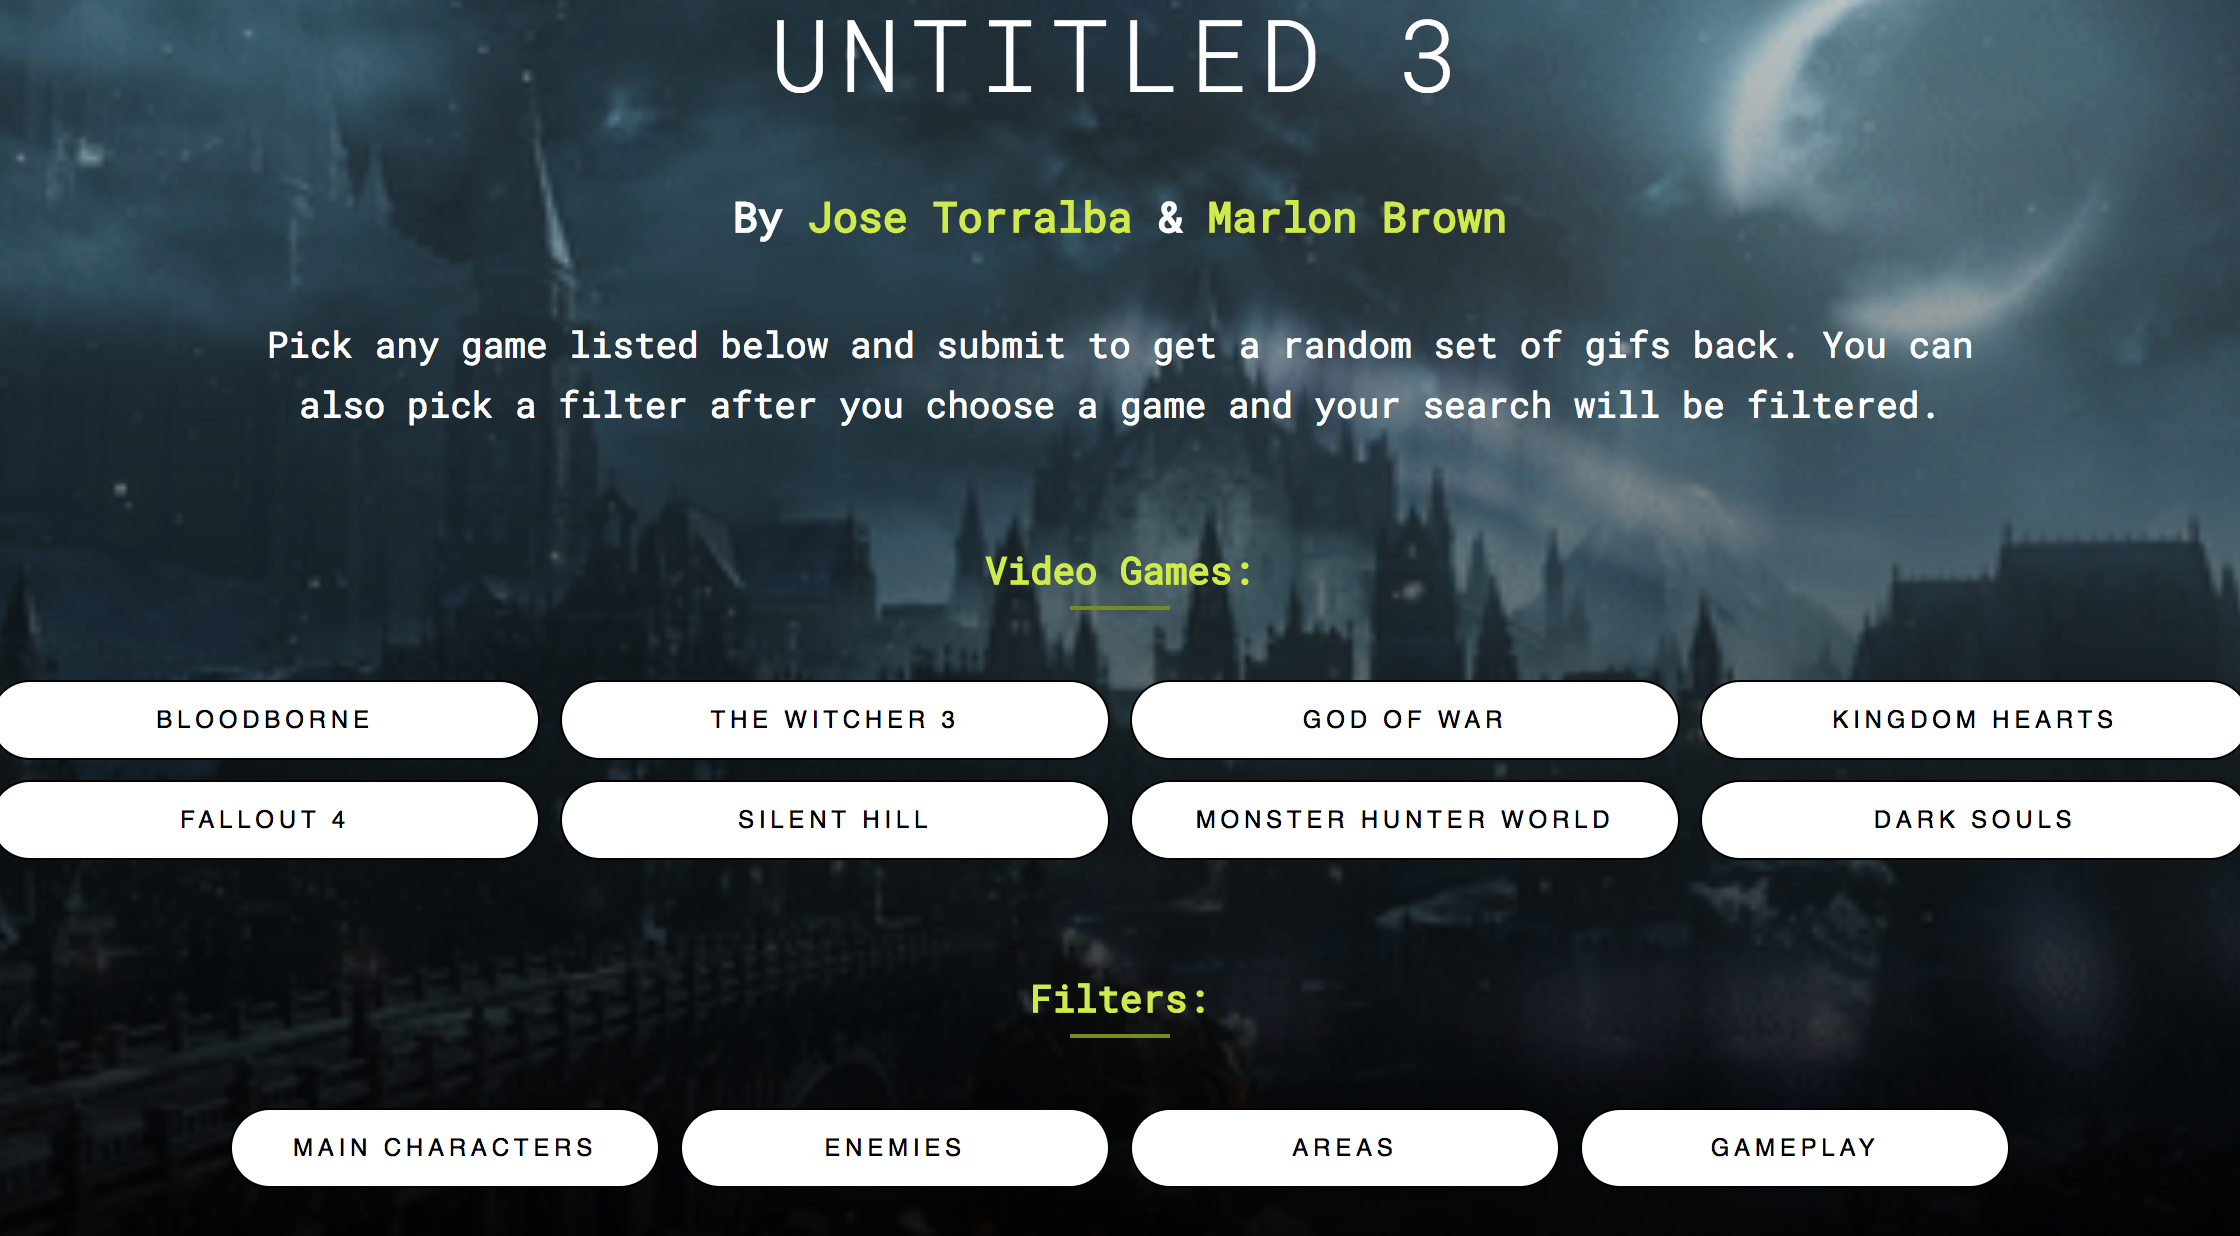 UNTITLED 3
By Jose Torralba & Marlon Brown
Pick any game listed below and submit to get a random set of gifs back. You can
also pick a filter after you choose a game and your search will be filtered.
Video Games:
BLOODBORNE
THE WITCHER 3
GOD OF WAR
KINGDOM HEARTS
FALLOUT 4
SILENT HILL
MONSTER HUNTER WORLD
DARK SOULS
Filters:
MAIN CHARACTERS
ENEMIES
AREAS
GAMEPLAY